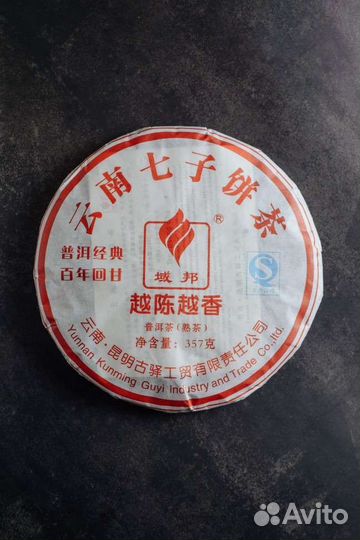 云南七子饼茶
普洱经典
百年回甘
®
域邦
越陈越香
普洱茶(熟茶)
净含量: 357克
云南·昆明古驿工贸有限责任公司
Yunnan Kunming Guyi Industry and Trade Co.,ltd.
Avito